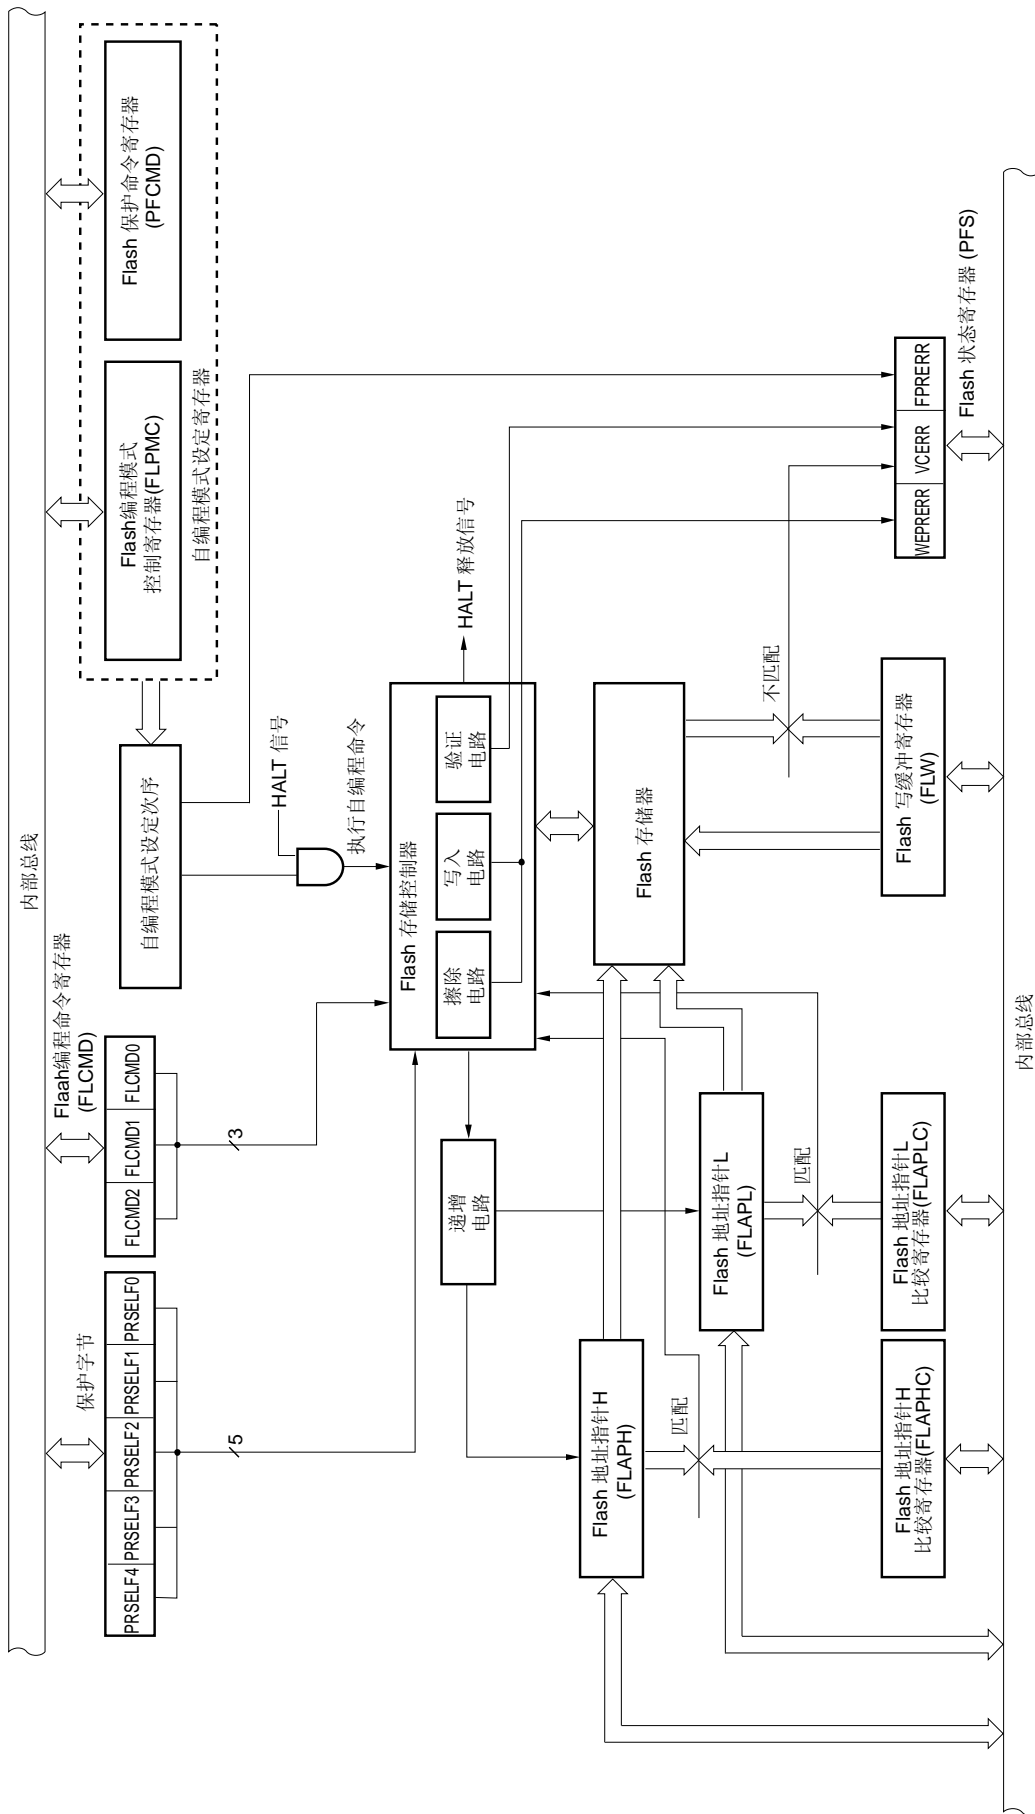 内部总线
保护字节
PRSELF4
PRSELF3
PRSELF2
PRSELF1
PRSELF0
Flaah编程命令寄存器
(FLCMD)
FLCMD2
FLCMD1
FLCMD0
自编程模式设定次序
Flash编程模式
控制寄存器(FLPMC)
Flash 保护命令寄存器
(PFCMD)
自编程模式设定寄存器
5
3
HALT 信号
执行自编程命令
Flash 存储控制器
擦除
电路
写入
电路
验证
电路
HALT 释放信号
递增
电路
Flash 地址指针H
(FLAPH)
Flash 地址指针L
(FLAPL)
Flash 存储器
匹配
匹配
不匹配
Flash 地址指针H
比较寄存器(FLAPHC)
Flash 地址指针L
比较寄存器(FLAPLC)
Flash 写缓冲寄存器
(FLW)
WEPRERR
VCERR
FPRERR
Flash 状态寄存器 (PFS)
内部总线